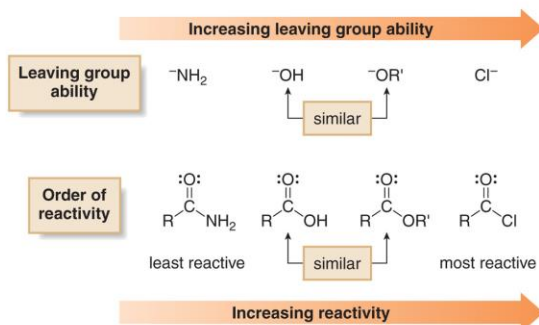 Increasing leaving group ability
Leaving group ability
⁻NH₂ ⁻OH ⁻OR' Cl⁻
similar
Order of reactivity
:O: :O: :O: :O:
R C NH₂ R C OH R C OR' R C Cl
least reactive similar most reactive
Increasing reactivity